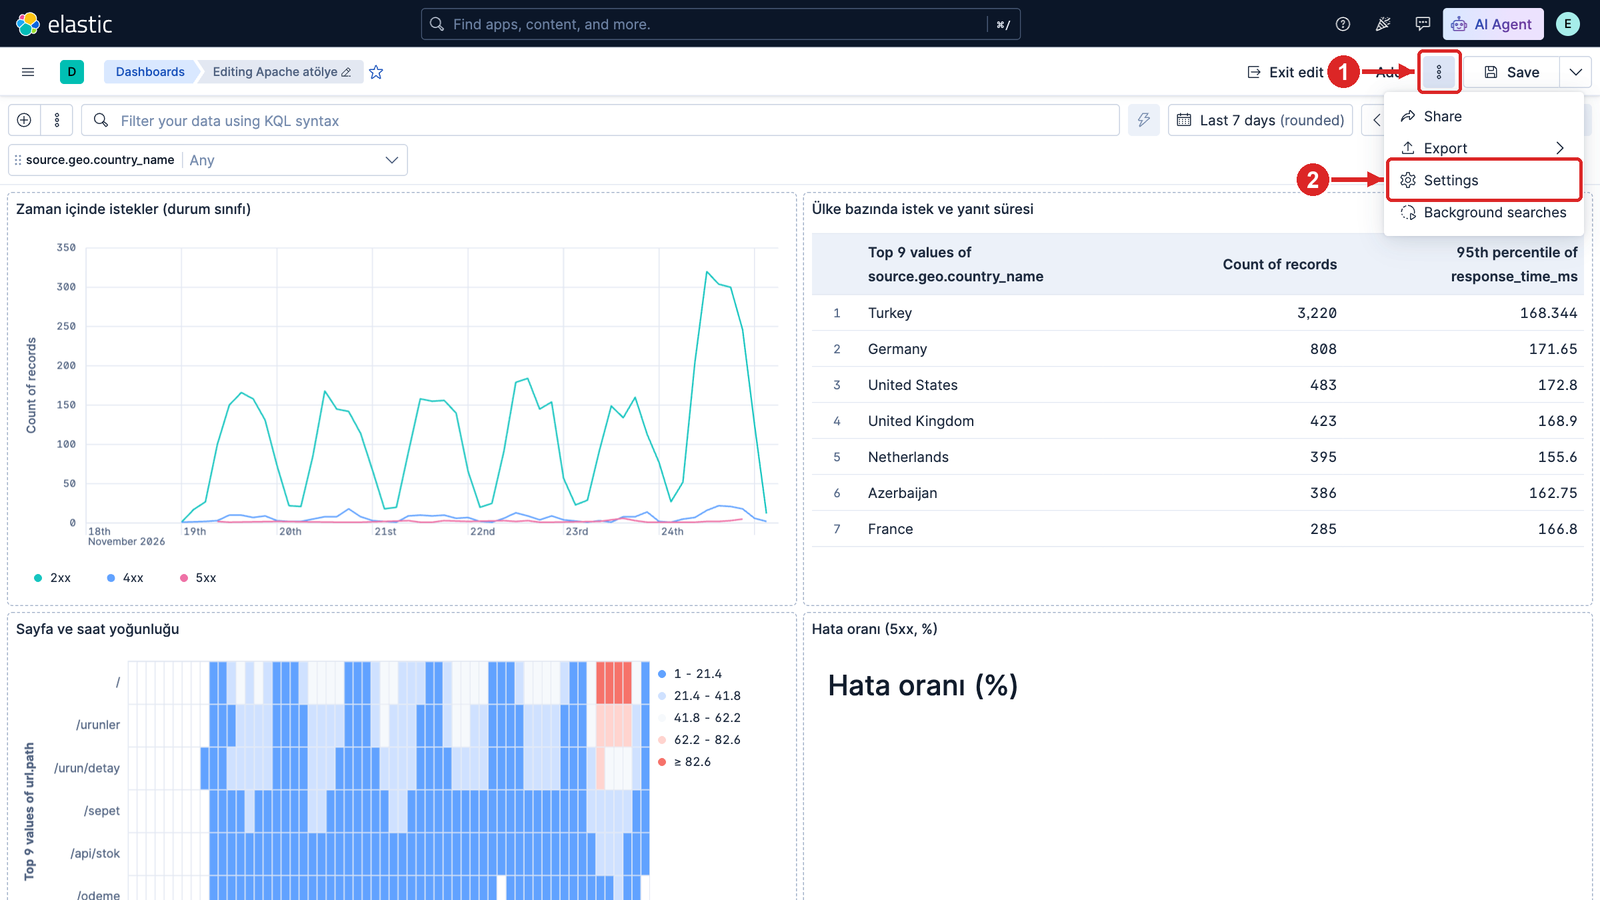 elastic
Find apps, content, and more.
⌘/
AI Agent
E
D
Dashboards
Editing Apache atölye
Exit edit
1
Save
Filter your data using KQL syntax
Last 7 days (rounded)
Share
Export
2
Settings
Background searches
source.geo.country_name
Any
Zaman içinde istekler (durum sınıfı)
Count of records
350
300
250
200
150
100
50
0
18th
19th
20th
21st
22nd
23rd
24th
November 2026
2xx
4xx
5xx
Ülke bazında istek ve yanıt süresi
Top 9 values of source.geo.country_name
Count of records
95th percentile of response_time_ms
1 Turkey 3,220 168.344
2 Germany 808 171.65
3 United States 483 172.8
4 United Kingdom 423 168.9
5 Netherlands 395 155.6
6 Azerbaijan 386 162.75
7 France 285 166.8
Sayfa ve saat yoğunluğu
Top 9 values of url.path
/
/urunler
/urun/detay
/sepet
/api/stok
/odeme
1 - 21.4
21.4 - 41.8
41.8 - 62.2
62.2 - 82.6
≥ 82.6
Hata oranı (5xx, %)
Hata oranı (%)